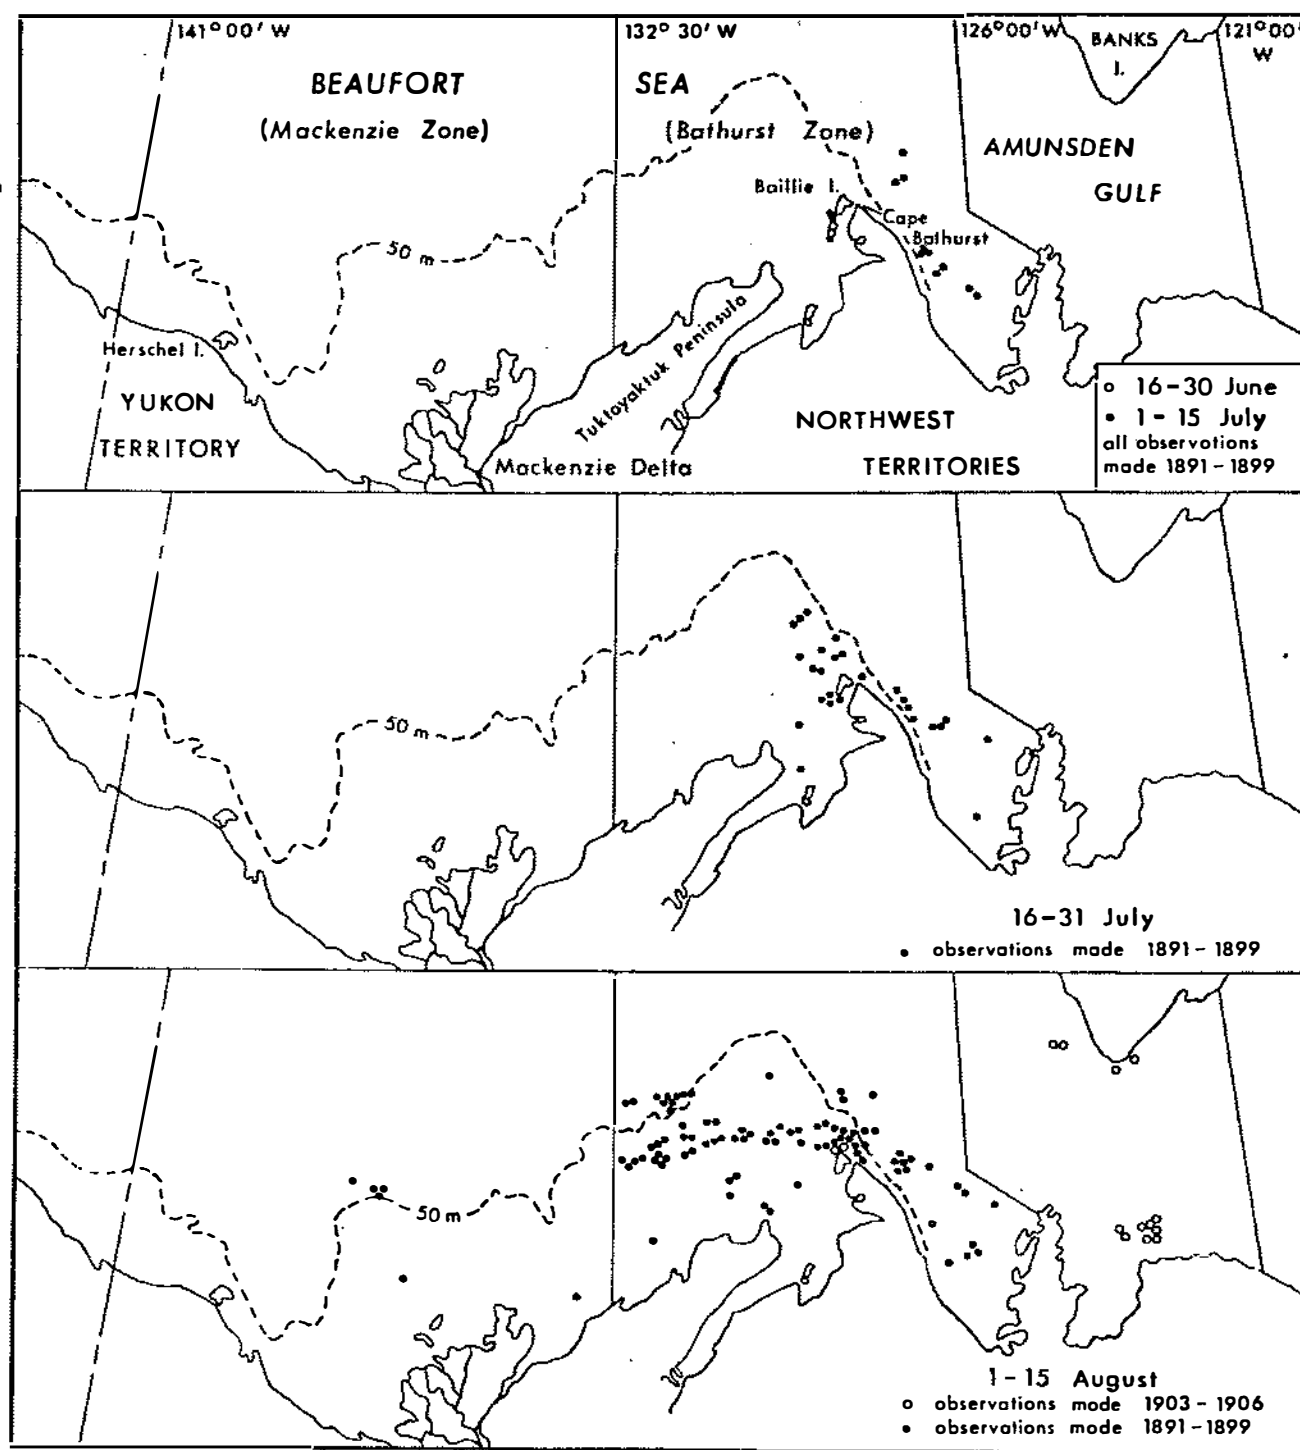 141° 00' W
132° 30' W
126° 00' W
121° 00'
W
BANKS
I.
BEAUFORT
SEA
(Mackenzie Zone)
(Bathurst Zone)
AMUNSDEN
GULF
Baillie I.
Cape
Bathurst
50 m
Tuktoyaktuk Peninsula
Herschel I.
YUKON
TERRITORY
Mackenzie Delta
NORTHWEST
TERRITORIES
16-30 June
1-15 July
all observations
made 1891-1899
50 m
16-31 July
observations made 1891-1899
50 m
1-15 August
observations made 1903-1906
observations made 1891-1899